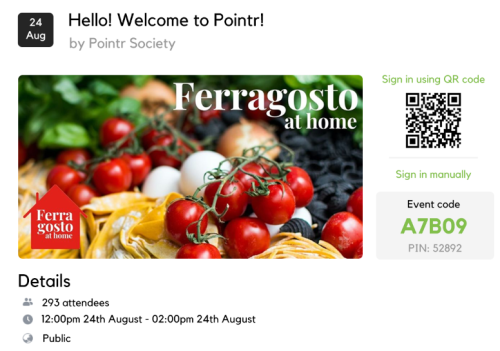 24
Aug
Hello! Welcome to Pointr!
by Pointr Society
Ferragosto
at home
Ferra
gosto
at home
Sign in using QR code
Sign in manually
Event code
A7B09
PIN: 52892
Details
293 attendees
12:00pm 24th August - 02:00pm 24th August
Public